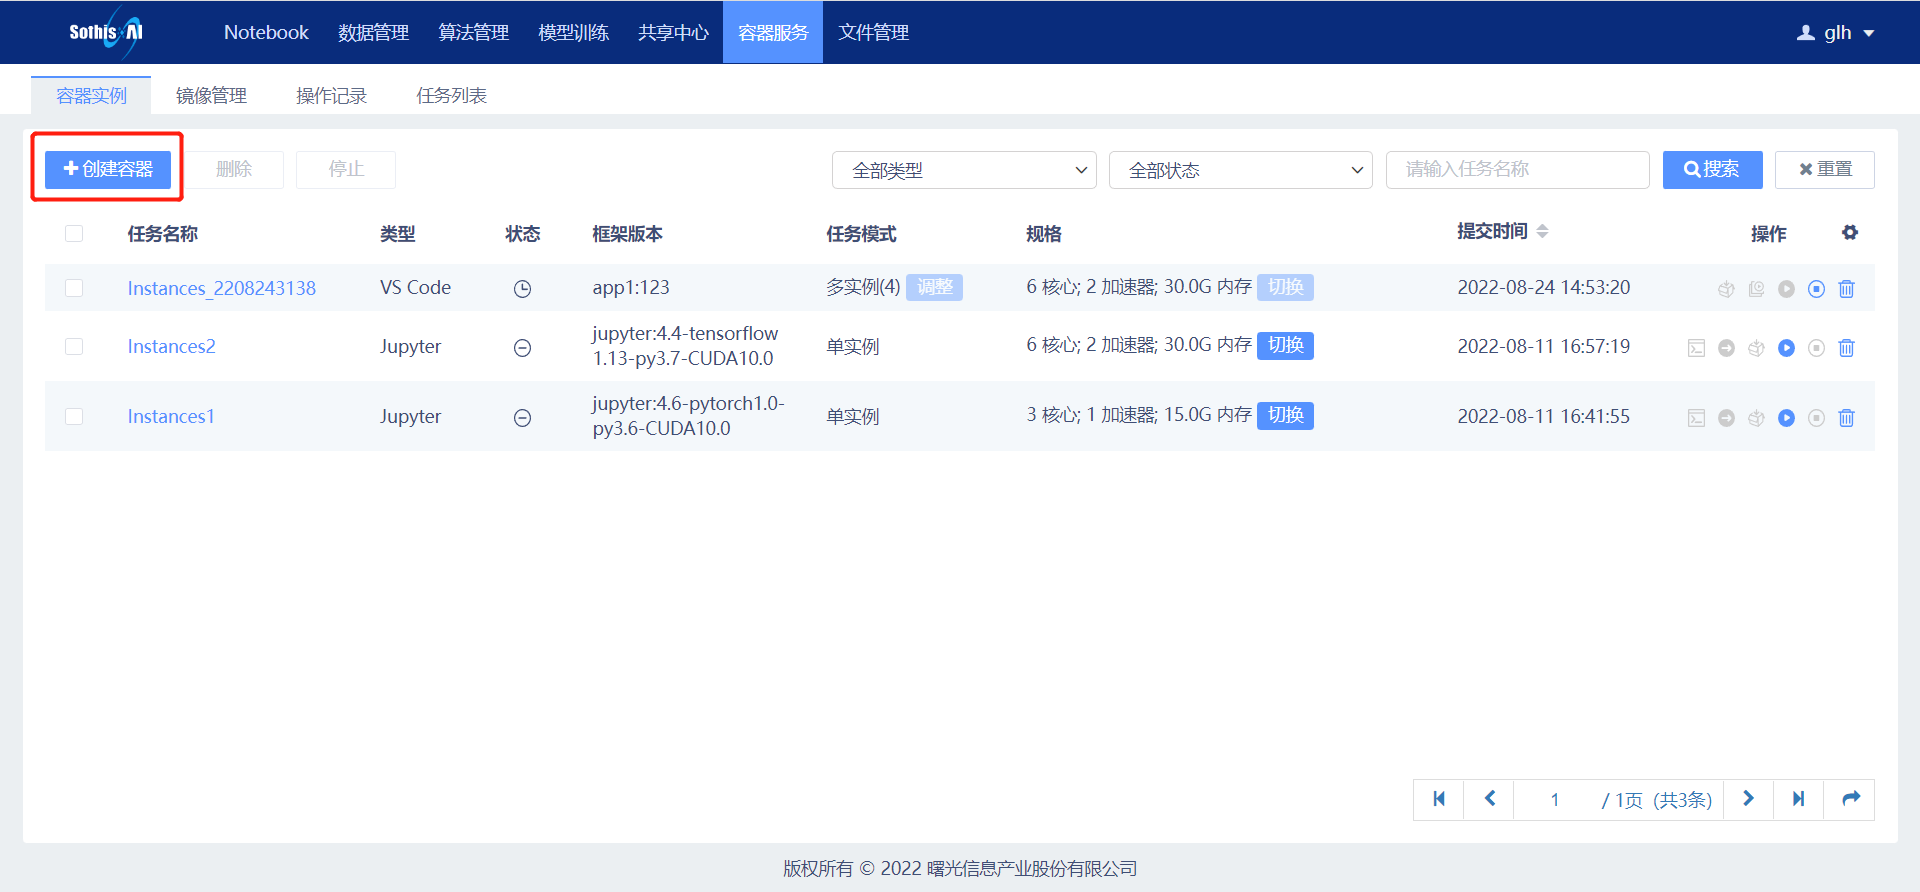 SothisAI Notebook 数据管理 算法管理 模型训练 共享中心 容器服务 文件管理 glh
容器实例 镜像管理 操作记录 任务列表
创建容器 删除 停止 全部类型 全部状态 请输入任务名称 搜索 重置
任务名称 类型 状态 框架版本 任务模式 规格 提交时间 操作
Instances_2208243138 VS Code app1:123 多实例(4) 调整 6 核心; 2 加速器; 30.0G 内存 切换 2022-08-24 14:53:20
Instances2 Jupyter jupyter:4.4-tensorflow
1.13-py3.7-CUDA10.0 单实例 6 核心; 2 加速器; 30.0G 内存 切换 2022-08-11 16:57:19
Instances1 Jupyter jupyter:4.6-pytorch1.0-
py3.6-CUDA10.0 单实例 3 核心; 1 加速器; 15.0G 内存 切换 2022-08-11 16:41:55
1 / 1页 (共3条)
版权所有 © 2022 曙光信息产业股份有限公司